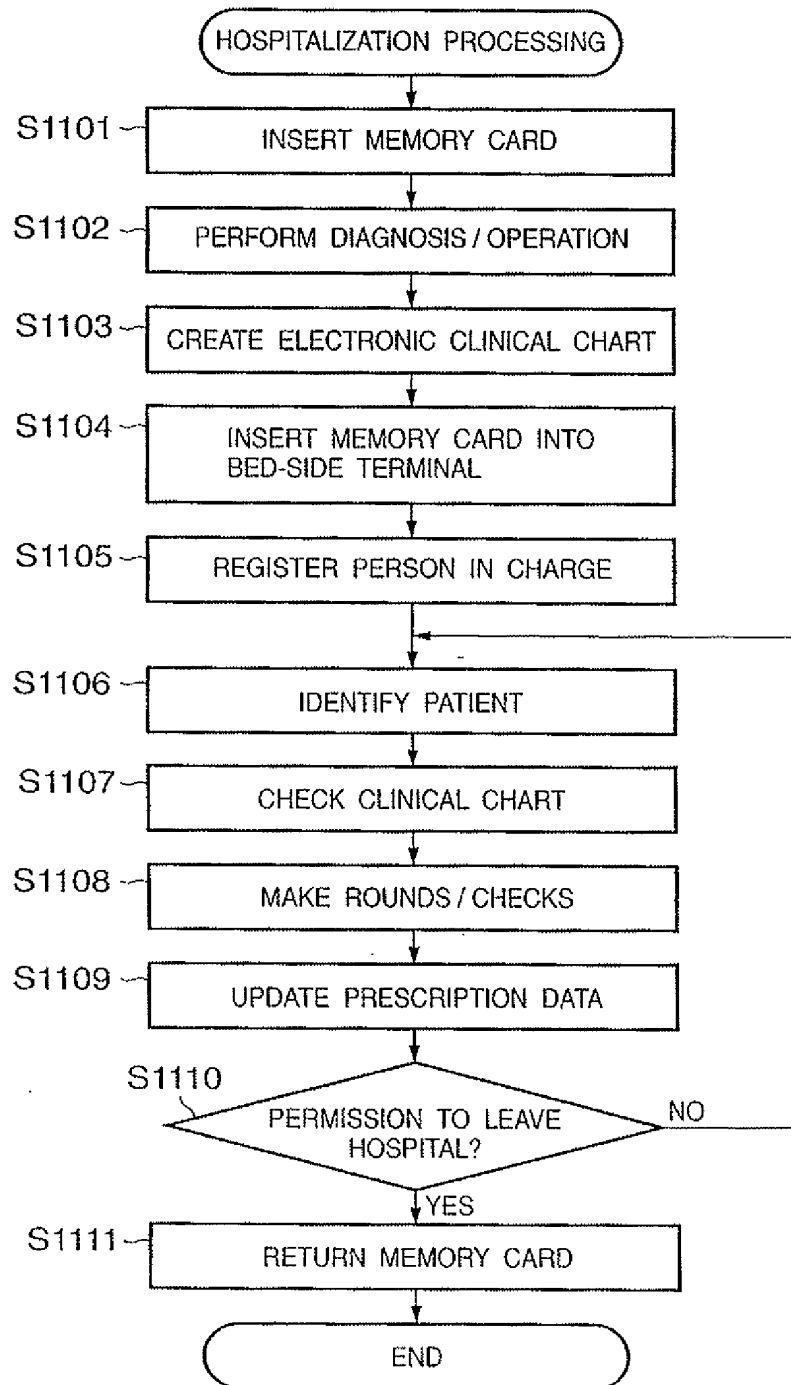 HOSPITALIZATION PROCESSING
S1101
INSERT MEMORY CARD
S1102
PERFORM DIAGNOSIS / OPERATION
S1103
CREATE ELECTRONIC CLINICAL CHART
S1104
INSERT MEMORY CARD INTO
BED-SIDE TERMINAL
S1105
REGISTER PERSON IN CHARGE
S1106
IDENTIFY PATIENT
S1107
CHECK CLINICAL CHART
S1108
MAKE ROUNDS / CHECKS
S1109
UPDATE PRESCRIPTION DATA
S1110
PERMISSION TO LEAVE
HOSPITAL?
NO
YES
S1111
RETURN MEMORY CARD
END